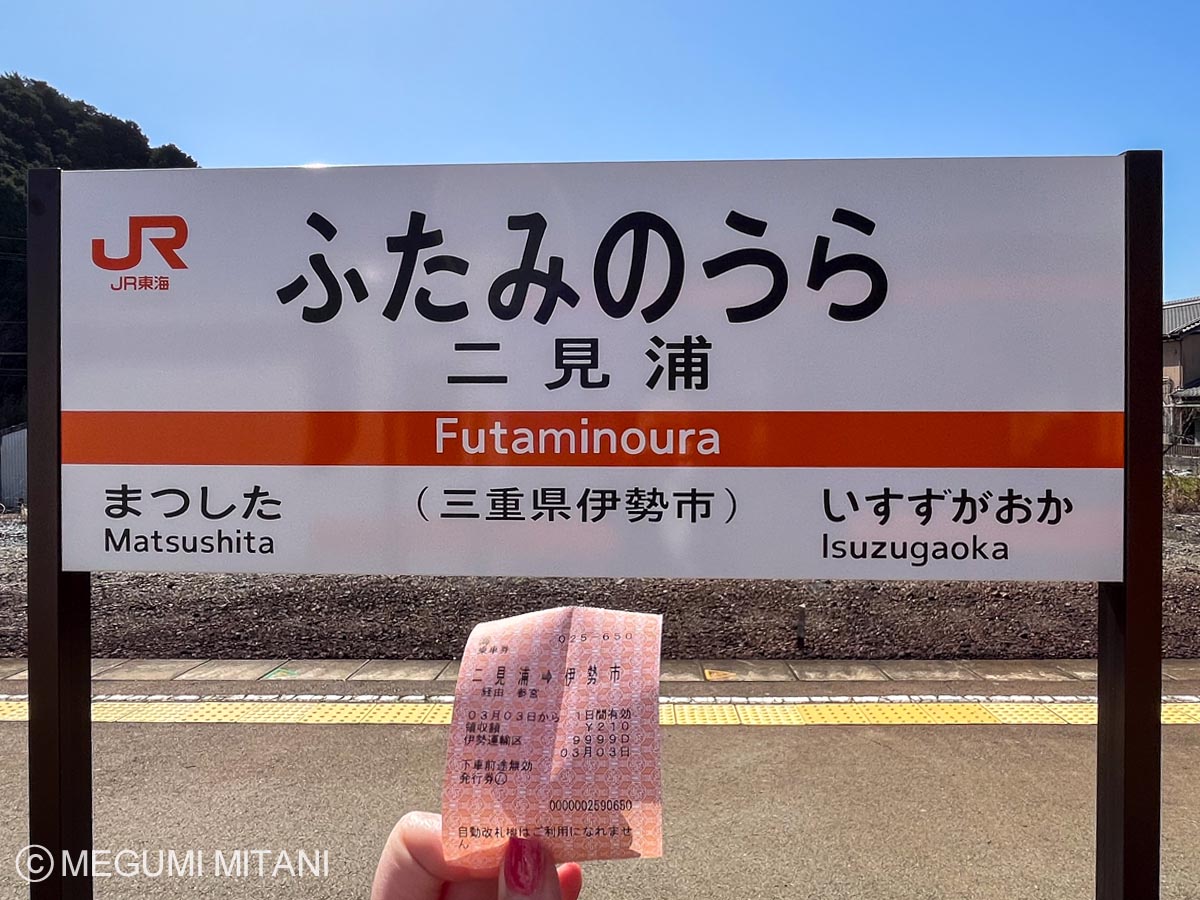 JR
JR東海
ふたみのうら
二見浦
Futaminoura
まつした
Matsushita
（三重県伊勢市）
いすずがおか
Isuzugaoka
025-650
乗車券
二見浦➡伊勢市
経由 参宮
03月03日から 1日間有効
領収額 ￥210
伊勢運輸区 9999D
03月03日
下車前途無効
発行券
0000002590650
自動改札機はご利用になれませ
ん
©MEGUMI MITANI